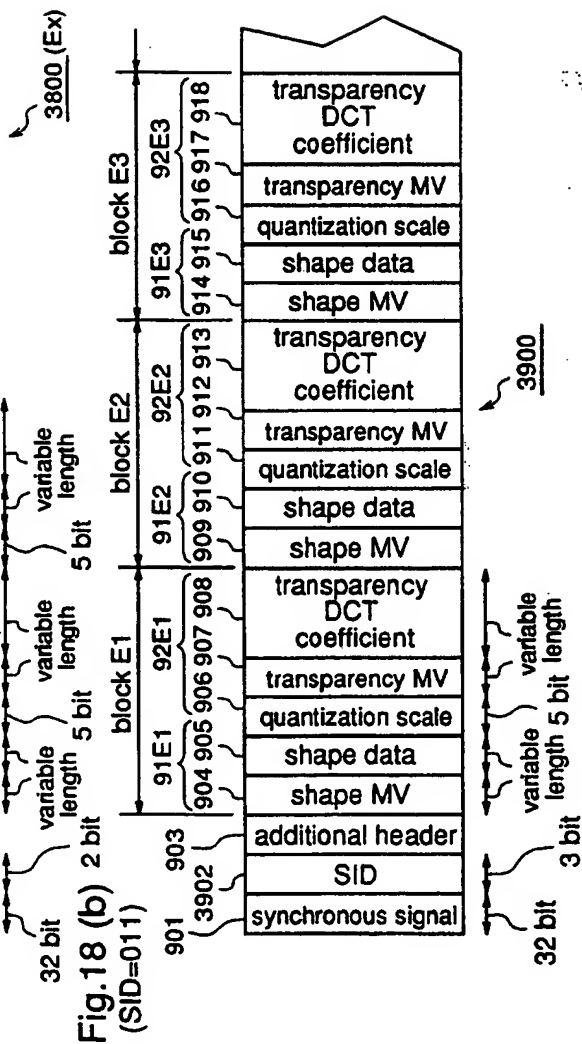 Fig.18 (b)
(SID=011)
3800 (Ex)
32 bit
2 bit
variable length
5 bit
variable length
5 bit
variable length
block E1
block E2
block E3
91E1
92E1
91E2
92E2
91E3
92E3
901
3902
903
904
905
906
907
908
909
910
911
912
913
914
915
916
916
917
918
synchronous signal
SID
additional header
shape MV
shape data
quantization scale
transparency MV
transparency
DCT
coefficient
shape MV
shape data
quantization scale
transparency MV
transparency
DCT
coefficient
shape MV
shape data
quantization scale
transparency MV
transparency
DCT
coefficient
32 bit
3 bit
variable
length
5 bit
variable
length
3900